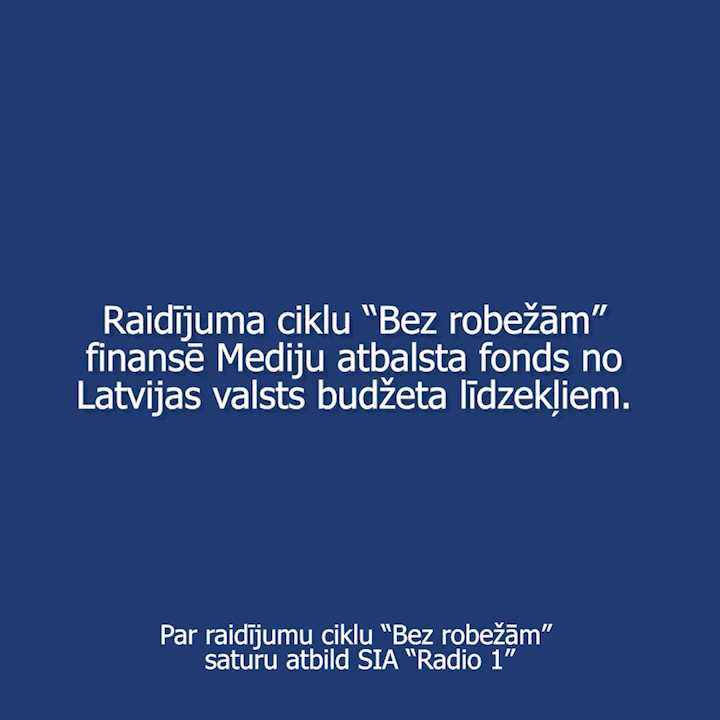 Raidījuma ciklu “Bez robežām”
finansē Mediju atbalsta fonds no
Latvijas valsts budžeta līdzekļiem.
Par raidījumu ciklu “Bez robežām”
saturu atbild SIA “Radio 1”